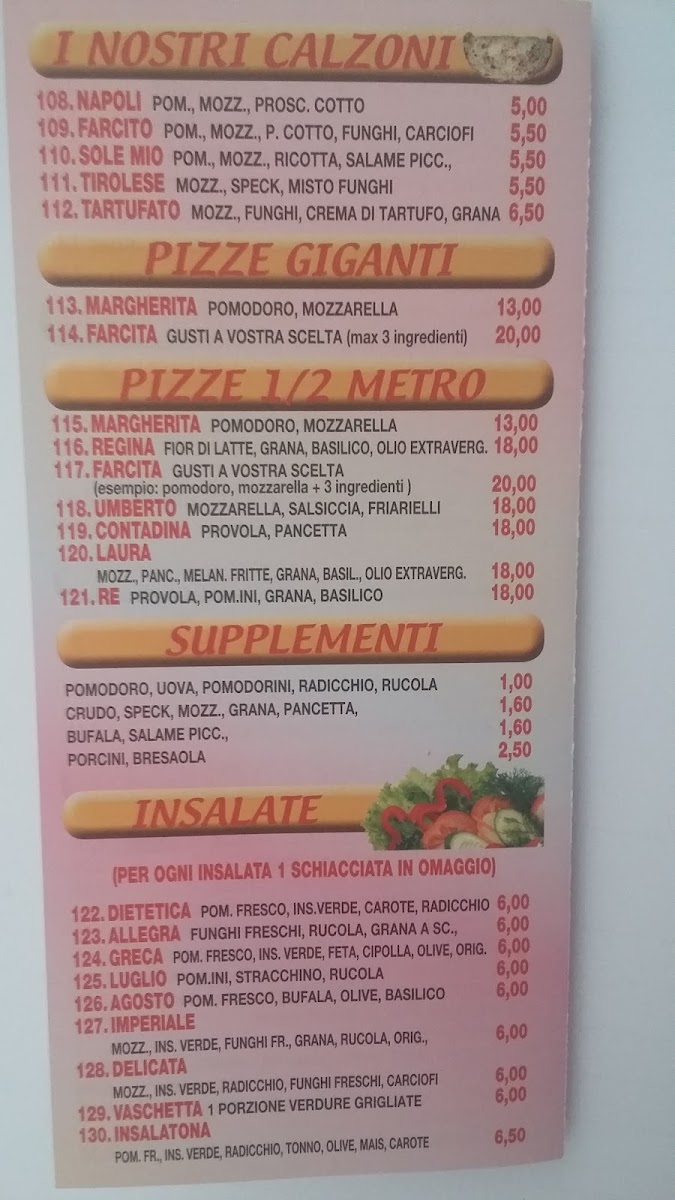 I NOSTRI CALZONI
108. NAPOLI POM., MOZZ., PROSC. COTTO 5,00
109. FARCITO POM., MOZZ., P. COTTO, FUNGHI, CARCIOFI 5,50
110. SOLE MIO POM., MOZZ., RICOTTA, SALAME PICC., 5,50
111. TIROLESE MOZZ., SPECK, MISTO FUNGHI 5,50
112. TARTUFATO MOZZ., FUNGHI, CREMA DI TARTUFO, GRANA 6,50
PIZZE GIGANTI
113. MARGHERITA POMODORO, MOZZARELLA 13,00
114. FARCITA GUSTI A VOSTRA SCELTA (max 3 ingredienti) 20,00
PIZZE 1/2 METRO
115. MARGHERITA POMODORO, MOZZARELLA 13,00
116. REGINA FIOR DI LATTE, GRANA, BASILICO, OLIO EXTRAVERG. 18,00
117. FARCITA GUSTI A VOSTRA SCELTA
(esempio: pomodoro, mozzarella + 3 ingredienti ) 20,00
118. UMBERTO MOZZARELLA, SALSICCIA, FRIARIELLI 18,00
119. CONTADINA PROVOLA, PANCETTA 18,00
120. LAURA
MOZZ., PANC., MELAN. FRITTE, GRANA, BASIL., OLIO EXTRAVERG. 18,00
121. RE PROVOLA, POM.INI, GRANA, BASILICO 18,00
SUPPLEMENTI
POMODORO, UOVA, POMODORINI, RADICCHIO, RUCOLA 1,00
CRUDO, SPECK, MOZZ., GRANA, PANCETTA, 1,60
BUFALA, SALAME PICC., 1,60
PORCINI, BRESAOLA 2,50
INSALATE
(PER OGNI INSALATA 1 SCHIACCIATA IN OMAGGIO)
122. DIETETICA POM. FRESCO, INS.VERDE, CAROTE, RADICCHIO 6,00
123. ALLEGRA FUNGHI FRESCHI, RUCOLA, GRANA A SC., 6,00
124. GRECA POM. FRESCO, INS. VERDE, FETA, CIPOLLA, OLIVE, ORIG. 6,00
125. LUGLIO POM.INI, STRACCHINO, RUCOLA 6,00
126. AGOSTO POM. FRESCO, BUFALA, OLIVE, BASILICO 6,00
127. IMPERIALE
MOZZ., INS. VERDE, FUNGHI FR., GRANA, RUCOLA, ORIG., 6,00
128. DELICATA
MOZZ., INS. VERDE, RADICCHIO, FUNGHI FRESCHI, CARCIOFI 6,00
129. VASCHETTA 1 PORZIONE VERDURE GRIGLIATE 6,00
130. INSALATONA
POM. FR., INS. VERDE, RADICCHIO, TONNO, OLIVE, MAIS, CAROTE 6,50